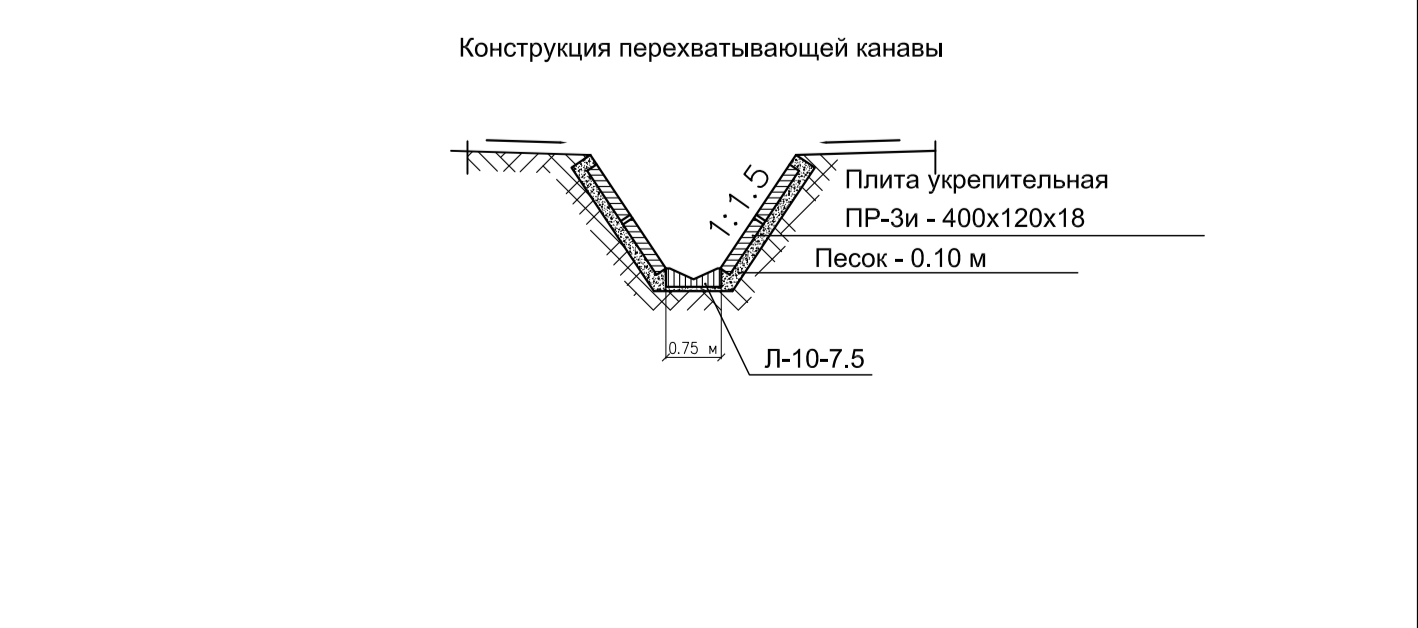 Конструкция перехватывающей канавы
1:1.5
Плита укрепительная
ПР-3и - 400х120х18
Песок - 0.10 м
0.75 м
Л-10-7.5